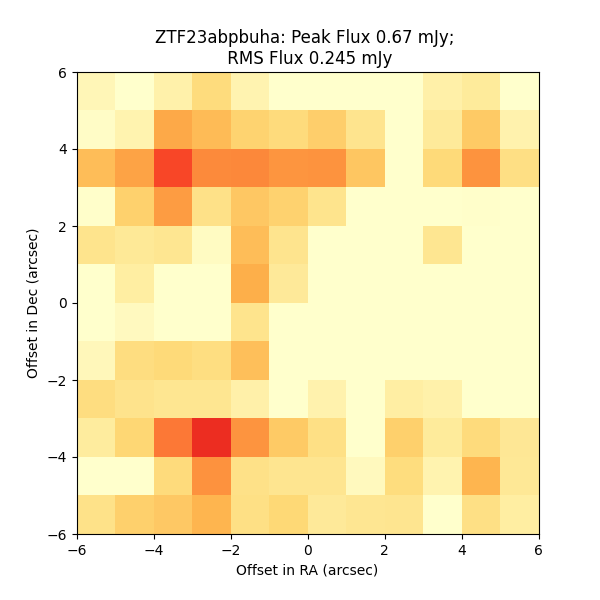 ZTF23abpbuha: Peak Flux 0.67 mJy;
RMS Flux 0.245 mJy
6
4
2
0
−2
−4
−6
Offset in Dec (arcsec)
−6 −4 −2 0 2 4 6
Offset in RA (arcsec)